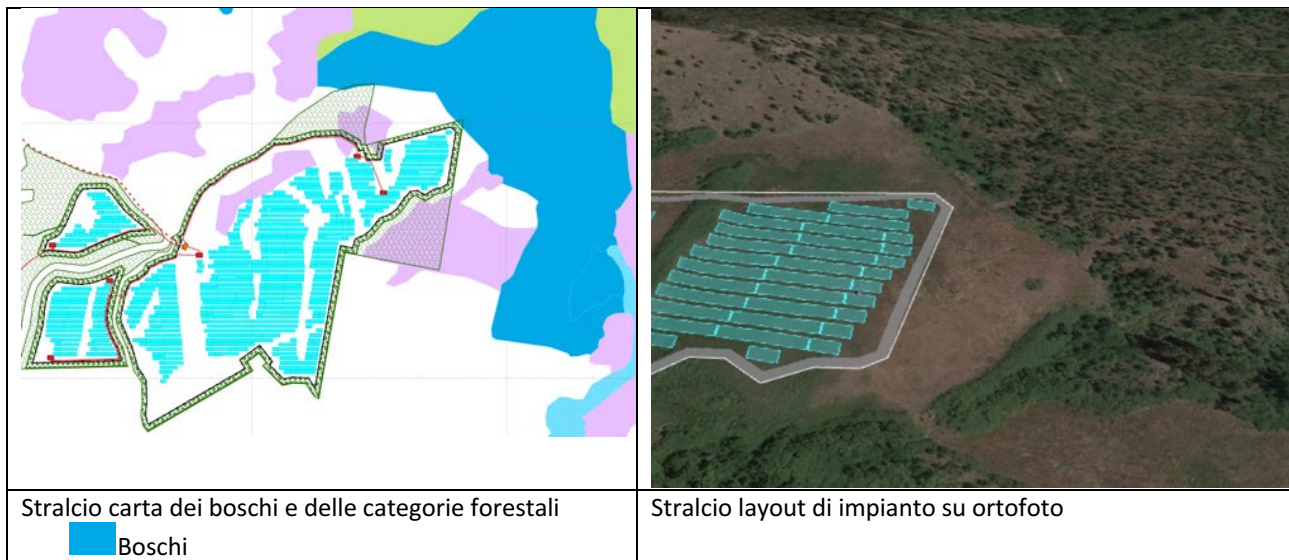 Stralcio carta dei boschi e delle categorie forestali
Boschi
Stralcio layout di impianto su ortofoto